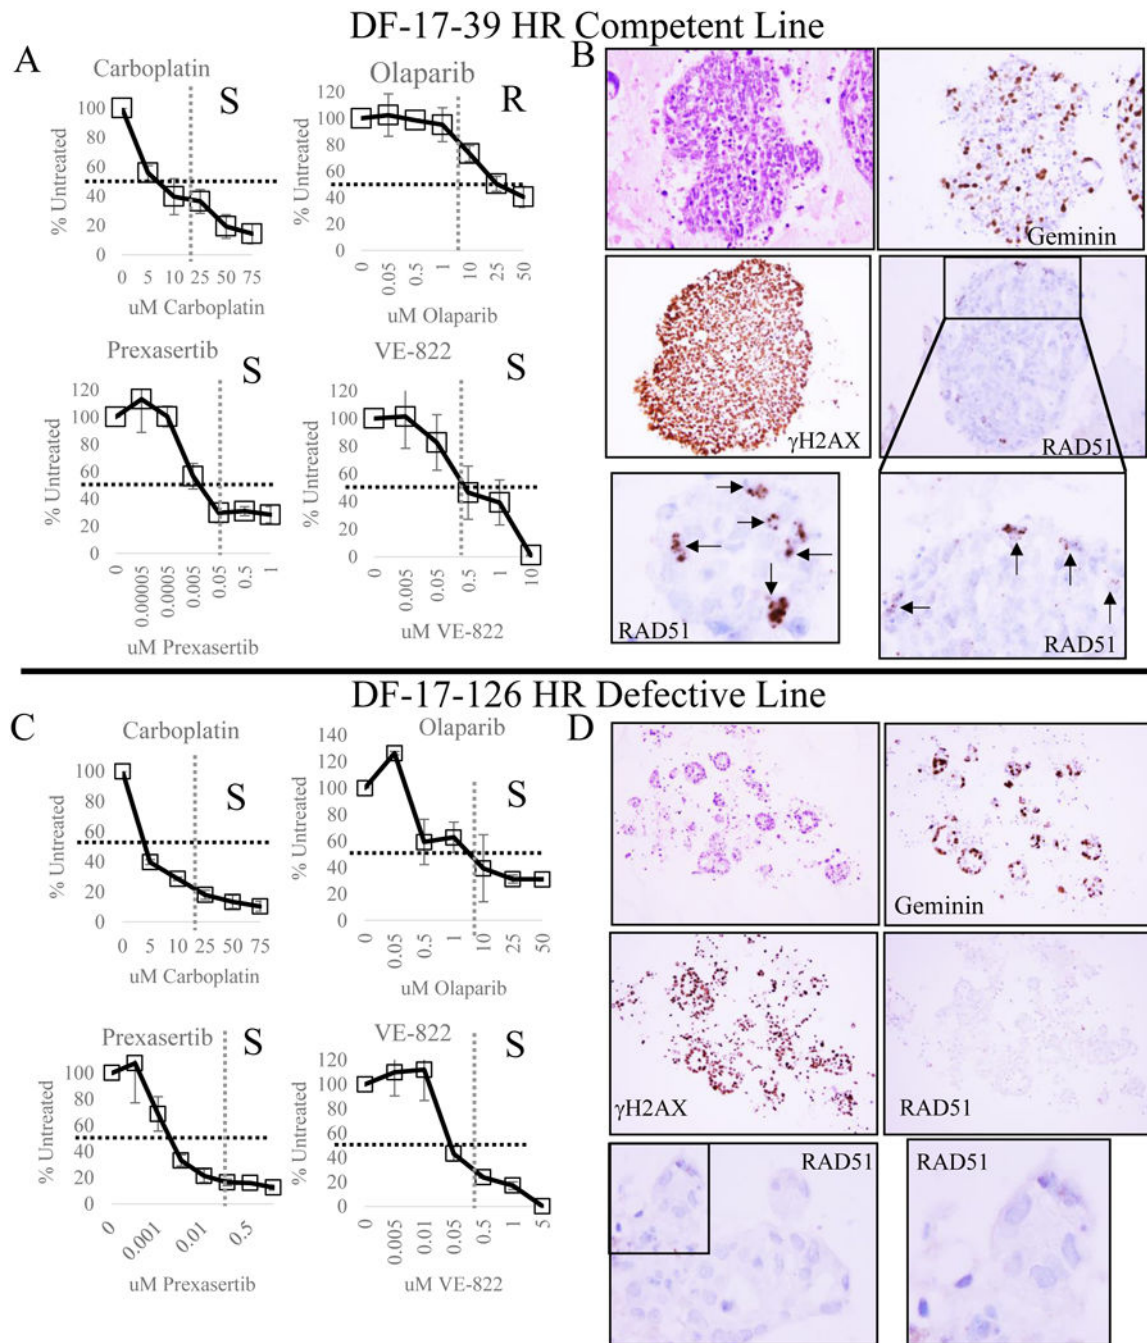 DF-17-39 HR Competent Line
A
Carboplatin
S
% Untreated
100
80
60
40
20
0
0 5 10 25 50 75
uM Carboplatin
Olaparib
R
% Untreated
120
100
80
60
40
20
0
0 0.05 0.5 1 10 25 50
uM Olaparib
Prexasertib
S
% Untreated
120
100
80
60
40
20
0
0 0.00005 0.0005 0.005 0.05 0.5 1
uM Prexasertib
VE-822
S
% Untreated
120
100
80
60
40
20
0
0 0.005 0.05 0.5 1 10
uM VE-822
B
Geminin
γH2AX
RAD51
RAD51
RAD51
DF-17-126 HR Defective Line
C
Carboplatin
S
% Untreated
100
80
60
40
20
0
0 5 10 25 50 75
uM Carboplatin
Olaparib
S
% Untreated
140
120
100
80
60
40
20
0
0 0.05 0.5 1 10 25 50
uM Olaparib
Prexasertib
S
% Untreated
100
80
60
40
20
0
0 0.001 0.01 0.5
uM Prexasertib
VE-822
S
% Untreated
120
100
80
60
40
20
0
0 0.005 0.01 0.05 0.5 1 5
uM VE-822
D
Geminin
γH2AX
RAD51
RAD51
RAD51